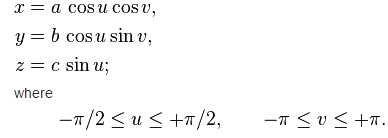 x = a cos u cos v,
y = b cos u sin v,
z = c sin u;
where
−π/2 ≤ u ≤ +π/2, −π ≤ v ≤ +π.